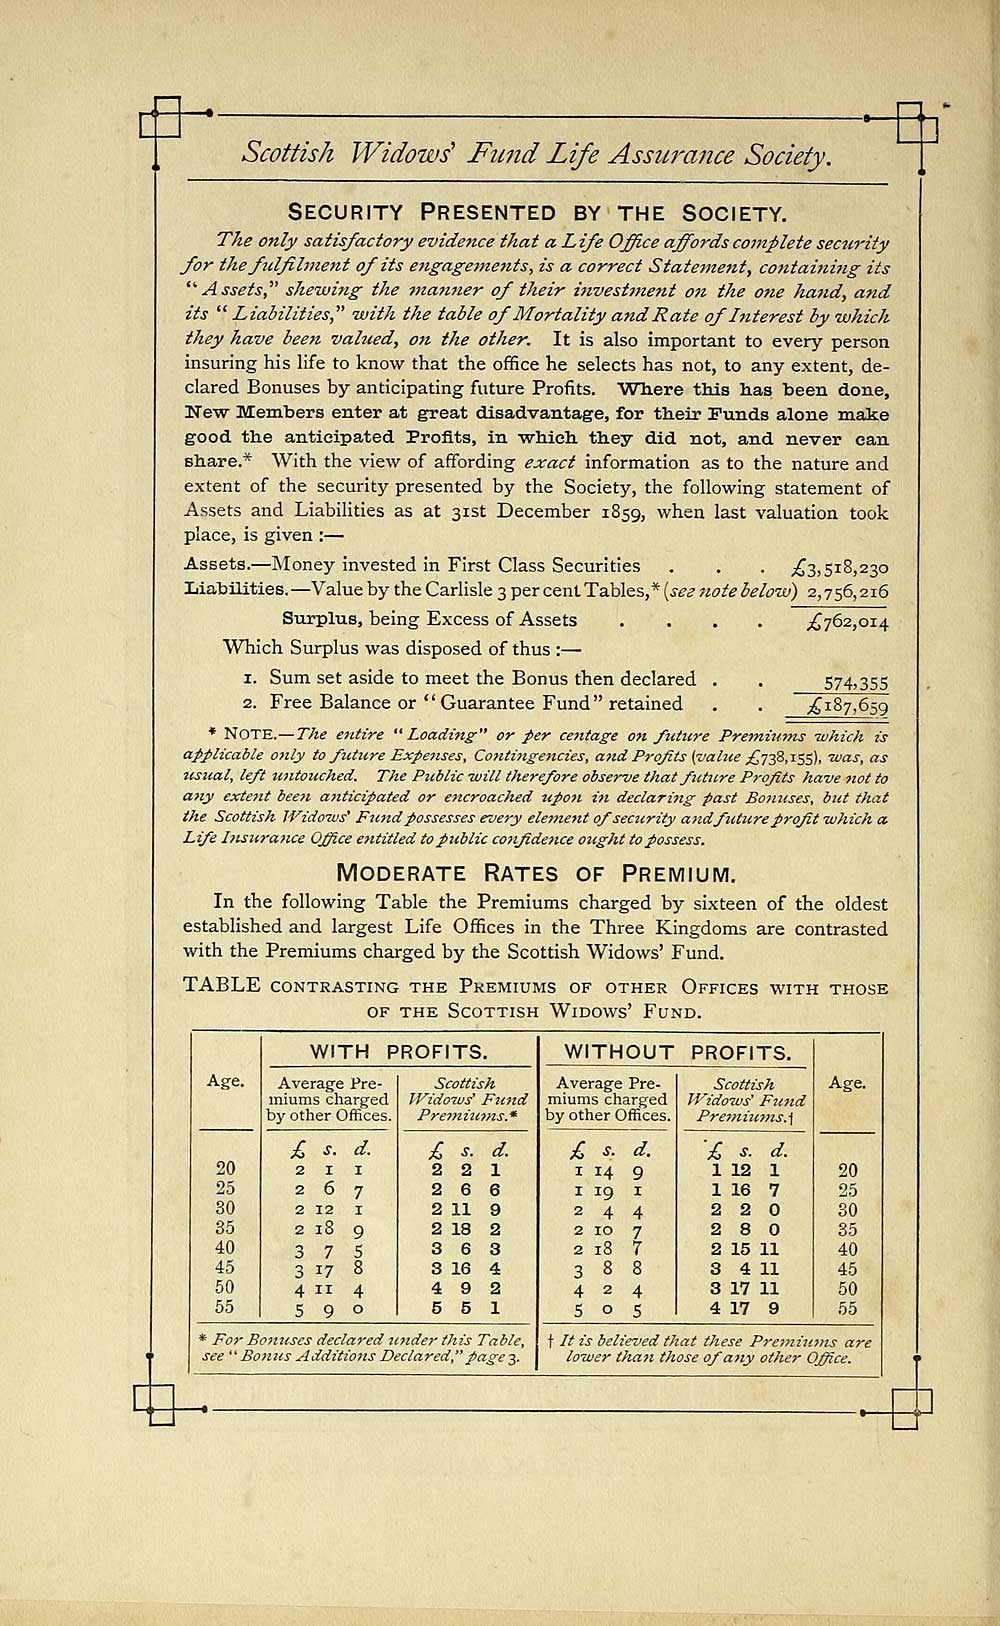 Scottish Widows' Fund Life Assurance Society.
SECURITY PRESENTED BY THE SOCIETY.
The only satisfactory evidence that a Life Office affords complete security
for the fulfilment of its engagements, is a correct Statement, containing its
"Assets," shewing the manner of their investment on the one hand, and
its "Liabilities," with the table of Mortality and Rate of Interest by which
they have been valued, on the other. It is also important to every person
insuring his life to know that the office he selects has not, to any extent, de-
clared Bonuses by anticipating future Profits. Where this has been done,
New Members enter at great disadvantage, for their Funds alone make
good the anticipated Profits, in which they did not, and never can
share.* With the view of affording exact information as to the nature and
extent of the security presented by the Society, the following statement of
Assets and Liabilities as at 31st December 1859, when last valuation took
place, is given :—
Assets.—Money invested in First Class Securities . . . £3,518,230
Liabilities.—Value by the Carlisle 3 per cent Tables,* (see note below) 2,756,216
Surplus, being Excess of Assets . . . . £762,014
Which Surplus was disposed of thus :—
1. Sum set aside to meet the Bonus then declared . . 574,355
2. Free Balance or "Guarantee Fund" retained . . £187,659
* NOTE.—The entire "Loading" or per centage on future Premiums which is
applicable only to future Expenses, Contingencies, and Profits (value £738,155), was, as
usual, left untouched. The Public will therefore observe that future Profits have not to
any extent been anticipated or encroached upon in declaring past Bonuses, but that
the Scottish Widows' Fund possesses every element of security and future profit which a
Life Insurance Office entitled to public confidence ought to possess.
MODERATE RATES OF PREMIUM.
In the following Table the Premiums charged by sixteen of the oldest
established and largest Life Offices in the Three Kingdoms are contrasted
with the Premiums charged by the Scottish Widows' Fund.
TABLE CONTRASTING THE PREMIUMS OF OTHER OFFICES WITH THOSE
OF THE SCOTTISH WIDOWS' FUND.
WITH PROFITS. WITHOUT PROFITS.
Age. Average Pre- Scottish Average Pre- Scottish Age.
miums charged Widows' Fund miums charged Widows' Fund
by other Offices. Premiums.* by other Offices. Premiums.†
£ s. d. £ s. d. £ s. d. £ s. d.
20 2 1 1 2 2 1 1 14 9 1 12 1 20
25 2 6 7 2 6 6 1 19 1 1 16 7 25
30 2 12 1 2 11 9 2 4 4 2 2 0 30
35 2 18 9 2 18 2 2 10 7 2 8 0 35
40 3 7 5 3 6 3 2 18 7 2 15 11 40
45 3 17 8 3 16 4 3 8 8 3 4 11 45
50 4 11 4 4 9 2 4 2 4 3 17 11 50
55 5 9 0 5 5 1 5 0 5 4 17 9 55
* For Bonuses declared under this Table, † It is believed that these Premiums are
see "Bonus Additions Declared," page 3. lower than those of any other Office.